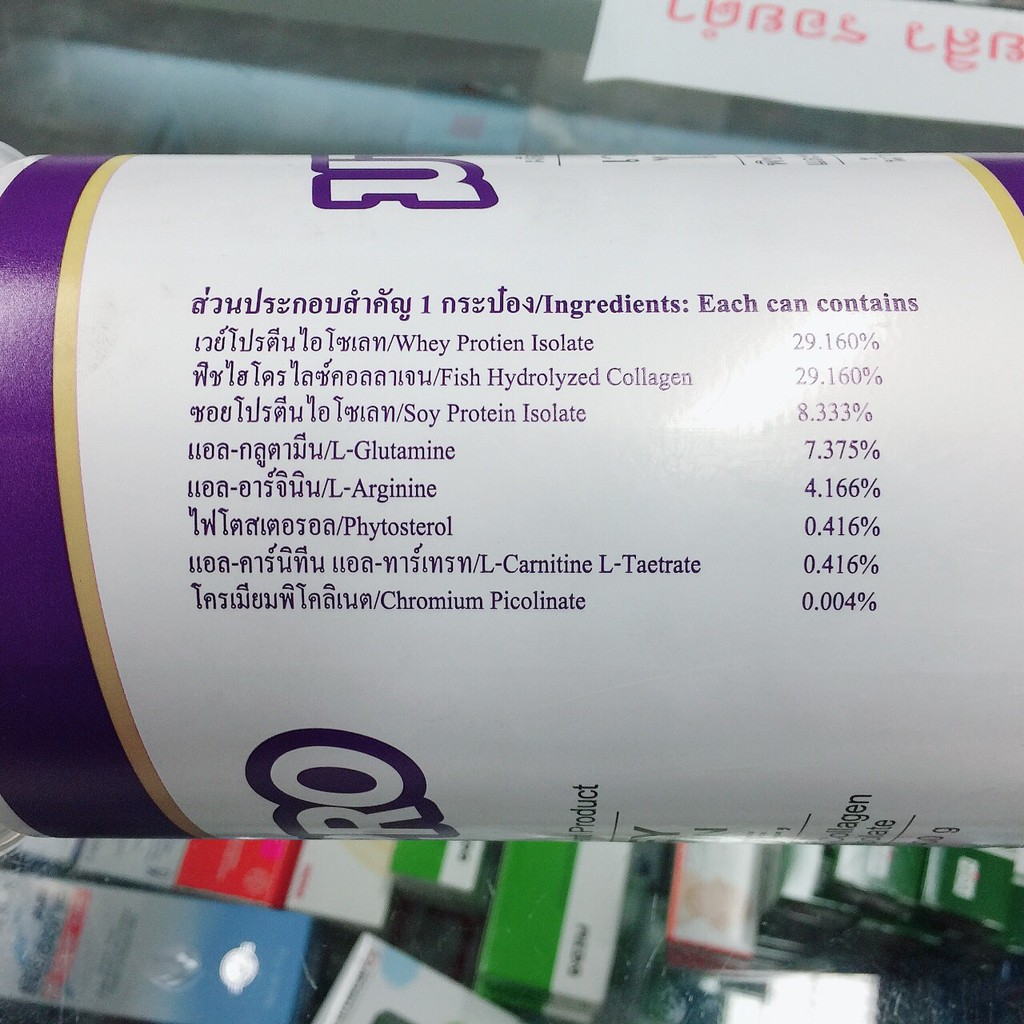 ส่วนประกอบสำคัญ 1 กระป๋อง/Ingredients: Each can contains
เวย์โปรตีนไอโซเลท/Whey Protien Isolate 29.160%
ฟิชไฮโดรไลซ์คอลลาเจน/Fish Hydrolyzed Collagen 29.160%
ซอยโปรตีนไอโซเลท/Soy Protein Isolate 8.333%
แอล-กลูตามีน/L-Glutamine 7.375%
แอล-อาร์จินิน/L-Arginine 4.166%
ไฟโตสเตอรอล/Phytosterol 0.416%
แอล-คาร์นิทีน แอล-ทาร์เทรท/L-Carnitine L-Taetrate 0.416%
โครเมียมพิโคลิเนต/Chromium Picolinate 0.004%
RO
Product